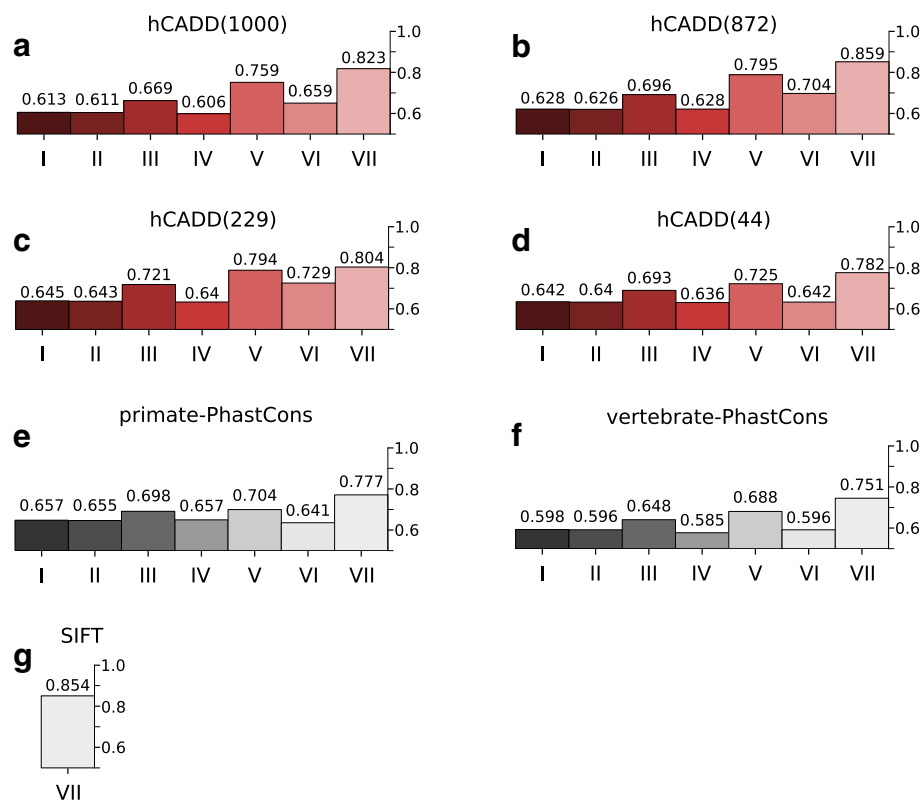 a
hCADD(1000)
0.613 0.611 0.669 0.606 0.759 0.659 0.823
1.0
0.8
0.6
I II III IV V VI VII
b
hCADD(872)
0.628 0.626 0.696 0.628 0.795 0.704 0.859
1.0
0.8
0.6
I II III IV V VI VII
c
hCADD(229)
0.645 0.643 0.721 0.64 0.794 0.729 0.804
1.0
0.8
0.6
I II III IV V VI VII
d
hCADD(44)
0.642 0.64 0.693 0.636 0.725 0.642 0.782
1.0
0.8
0.6
I II III IV V VI VII
e
primate-PhastCons
0.657 0.655 0.698 0.657 0.704 0.641 0.777
1.0
0.8
0.6
I II III IV V VI VII
f
vertebrate-PhastCons
0.598 0.596 0.648 0.585 0.688 0.596 0.751
1.0
0.8
0.6
I II III IV V VI VII
g
SIFT
0.854
1.0
0.8
0.6
VII